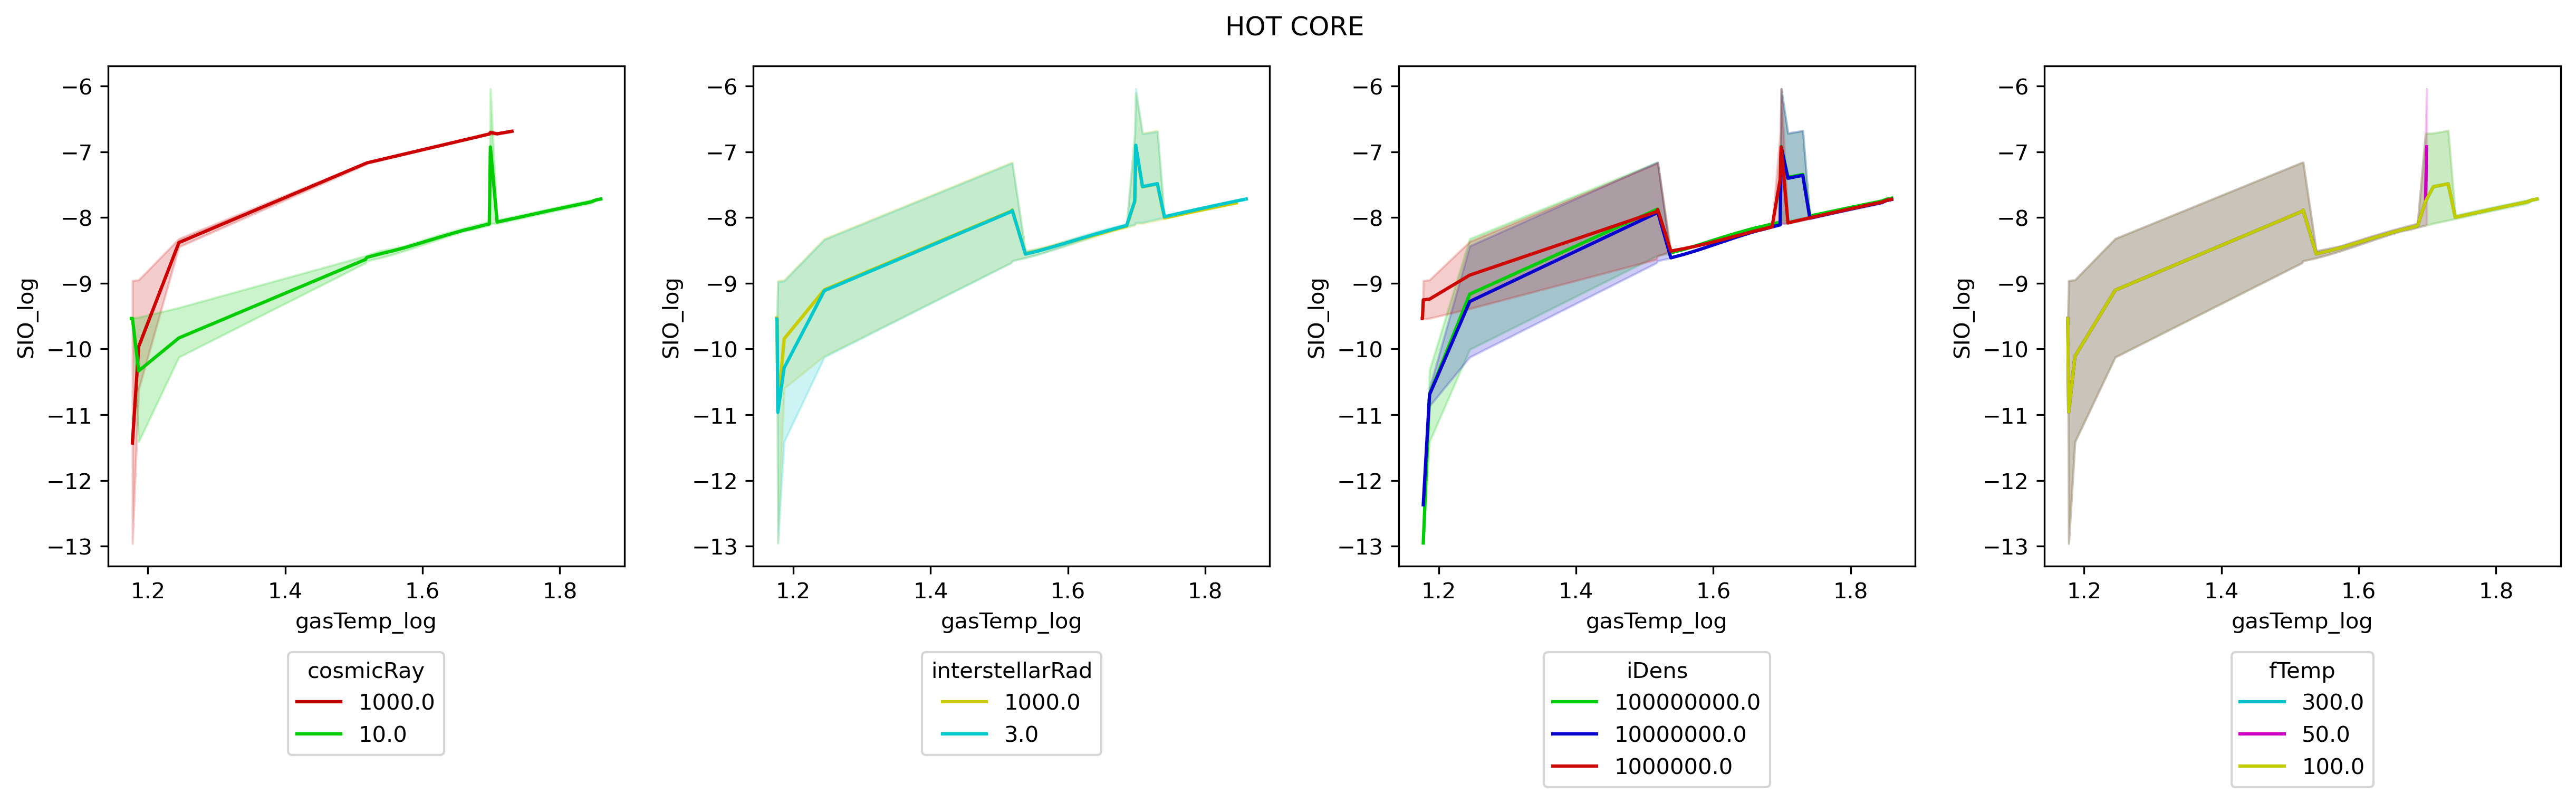 HOT CORE
SIO_log
−6
−7
−8
−9
−10
−11
−12
−13
1.2 1.4 1.6 1.8
gasTemp_log
cosmicRay
1000.0
10.0
SIO_log
−6
−7
−8
−9
−10
−11
−12
−13
1.2 1.4 1.6 1.8
gasTemp_log
interstellarRad
1000.0
3.0
SIO_log
−6
−7
−8
−9
−10
−11
−12
−13
1.2 1.4 1.6 1.8
gasTemp_log
iDens
100000000.0
10000000.0
1000000.0
SIO_log
−6
−7
−8
−9
−10
−11
−12
−13
1.2 1.4 1.6 1.8
gasTemp_log
fTemp
300.0
50.0
100.0